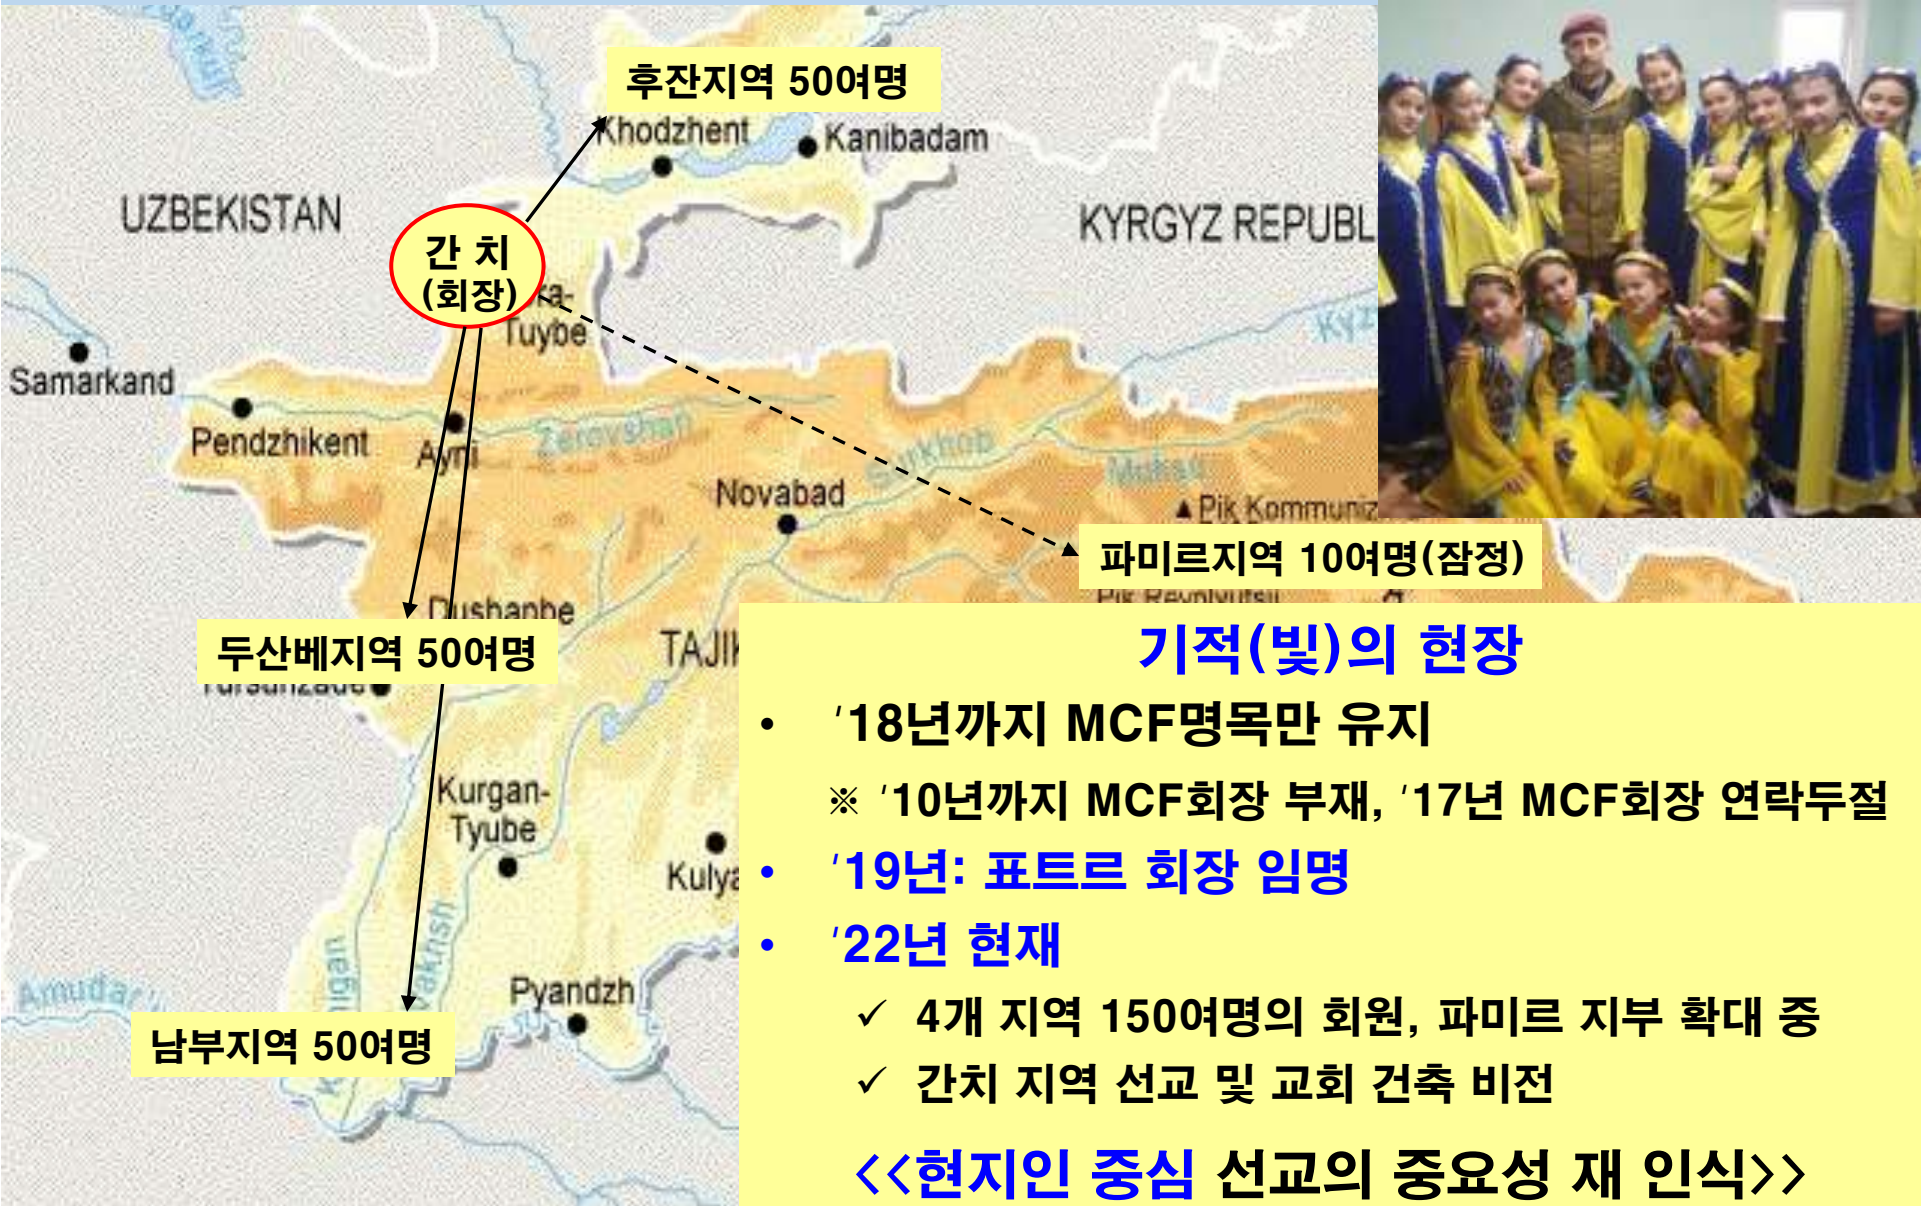 후잔지역 50여명
Khodzhent
Kanibadam
UZBEKISTAN
KYRGYZ REPUBL
간 치
(회장)
Tuybe
Samarkand
Pendzhikent
Ayni
Zerovshan
Novabad
▲ Pik Kommuniz
파미르지역 10여명(잠정)
Pik Revolyutsii
Dushanbe
두산베지역 50여명
TAJIK
Tursunzade
Kurgan-
Tyube
Kulya
Vakhsh
Amudar
Pyandzh
남부지역 50여명
기적(빛)의 현장
• ′18년까지 MCF명목만 유지
※ ′10년까지 MCF회장 부재, ′17년 MCF회장 연락두절
• ′19년: 표트르 회장 임명
• ′22년 현재
✓ 4개 지역 150여명의 회원, 파미르 지부 확대 중
✓ 간치 지역 선교 및 교회 건축 비전
<<현지인 중심 선교의 중요성 재 인식>>